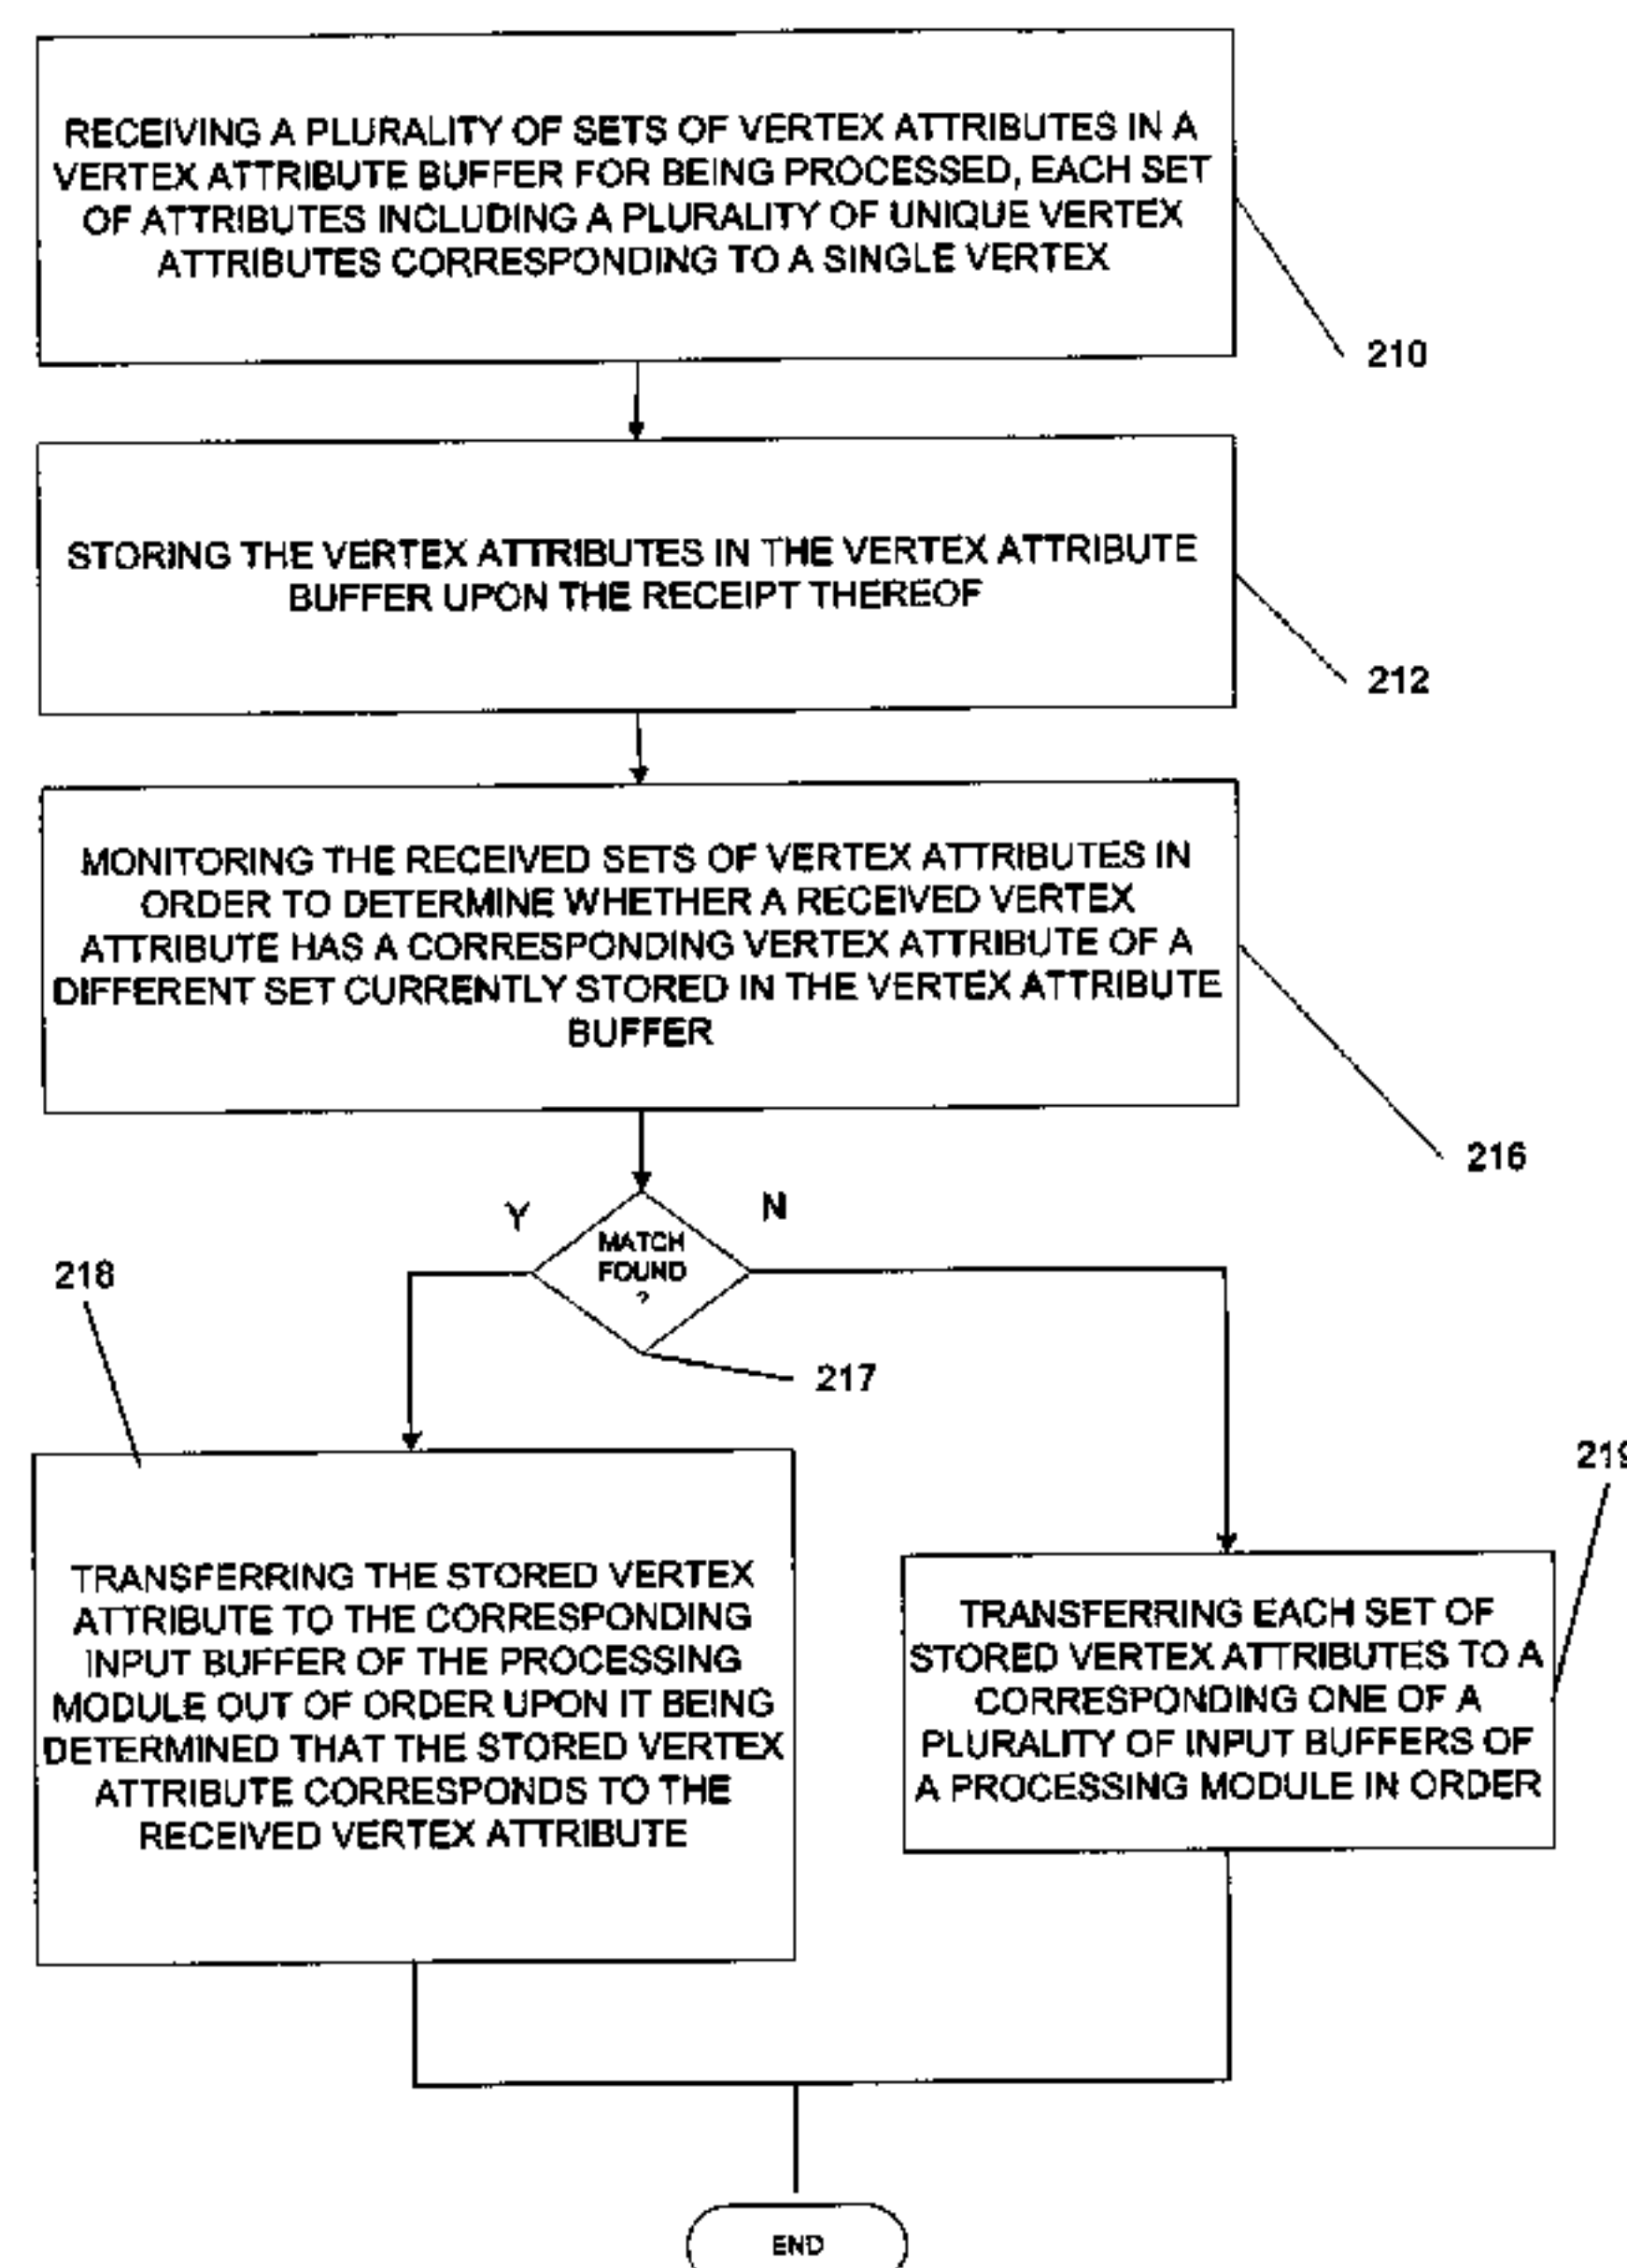 RECEIVING A PLURALITY OF SETS OF VERTEX ATTRIBUTES IN A
VERTEX ATTRIBUTE BUFFER FOR BEING PROCESSED, EACH SET
OF ATTRIBUTES INCLUDING A PLURALITY OF UNIQUE VERTEX
ATTRIBUTES CORRESPONDING TO A SINGLE VERTEX
210
STORING THE VERTEX ATTRIBUTES IN THE VERTEX ATTRIBUTE
BUFFER UPON THE RECEIPT THEREOF
212
MONITORING THE RECEIVED SETS OF VERTEX ATTRIBUTES IN
ORDER TO DETERMINE WHETHER A RECEIVED VERTEX
ATTRIBUTE HAS A CORRESPONDING VERTEX ATTRIBUTE OF A
DIFFERENT SET CURRENTLY STORED IN THE VERTEX ATTRIBUTE
BUFFER
216
Y
N
MATCH
FOUND
?
217
218
TRANSFERRING THE STORED VERTEX
ATTRIBUTE TO THE CORRESPONDING
INPUT BUFFER OF THE PROCESSING
MODULE OUT OF ORDER UPON IT BEING
DETERMINED THAT THE STORED VERTEX
ATTRIBUTE CORRESPONDS TO THE
RECEIVED VERTEX ATTRIBUTE
219
TRANSFERRING EACH SET OF
STORED VERTEX ATTRIBUTES TO A
CORRESPONDING ONE OF A
PLURALITY OF INPUT BUFFERS OF
A PROCESSING MODULE IN ORDER
END